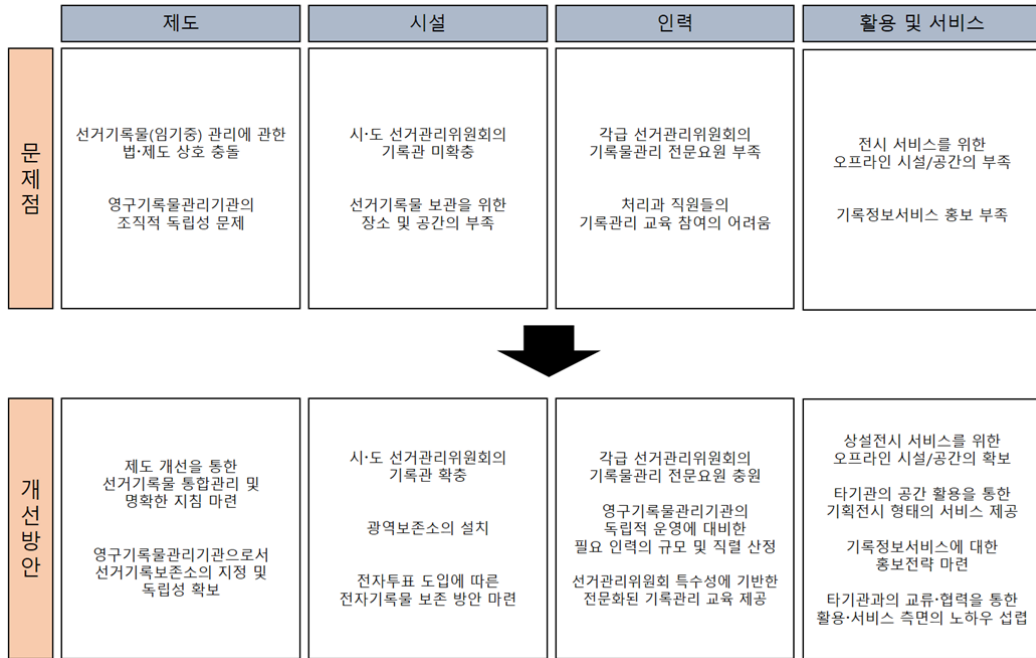 제도
시설
인력
활용 및 서비스
문제점
선거기록물(임기중) 관리에 관한
법·제도 상호 충돌
영구기록물관리기관의
조직적 독립성 문제
시·도 선거관리위원회의
기록관 미확충
선거기록물 보관을 위한
장소 및 공간의 부족
각급 선거관리위원회의
기록물관리 전문요원 부족
처리과 직원들의
기록관리 교육 참여의 어려움
전시 서비스를 위한
오프라인 시설/공간의 부족
기록정보서비스 홍보 부족
개선방안
제도 개선을 통한
선거기록물 통합관리 및
명확한 지침 마련
영구기록물관리기관으로서
선거기록보존소의 지정 및
독립성 확보
시·도 선거관리위원회의
기록관 확충
광역보존소의 설치
전자투표 도입에 따른
전자기록물 보존 방안 마련
각급 선거관리위원회의
기록물관리 전문요원 충원
영구기록물관리기관의
독립적 운영에 대비한
필요 인력의 규모 및 직렬 산정
선거관리위원회 특수성에 기반한
전문화된 기록관리 교육 제공
상설전시 서비스를 위한
오프라인 시설/공간의 확보
타기관의 공간 활용을 통한
기획전시 형태의 서비스 제공
기록정보서비스에 대한
홍보전략 마련
타기관과의 교류·협력을 통한
활용·서비스 측면의 노하우 섭렵